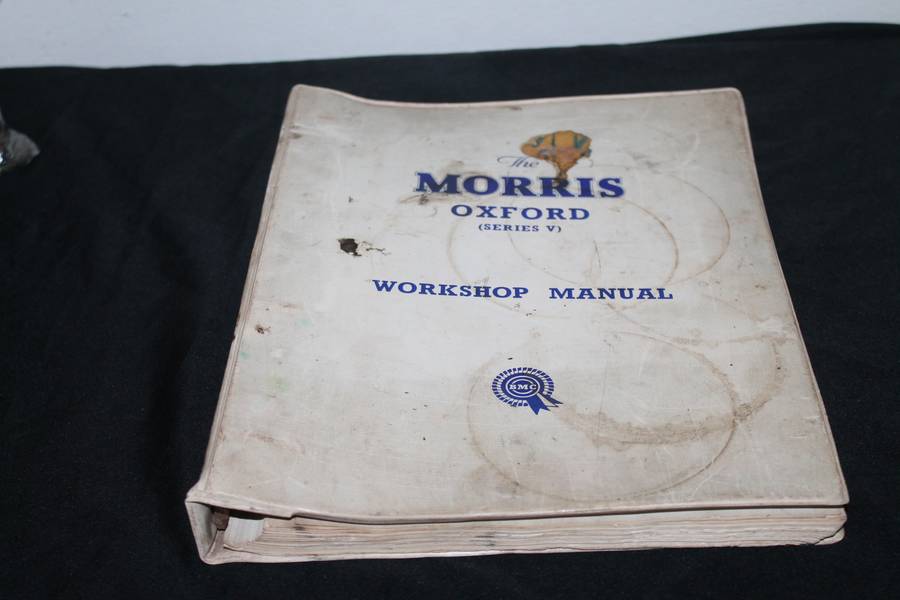 The
MORRIS
OXFORD
(SERIES V)
WORKSHOP MANUAL
BMC